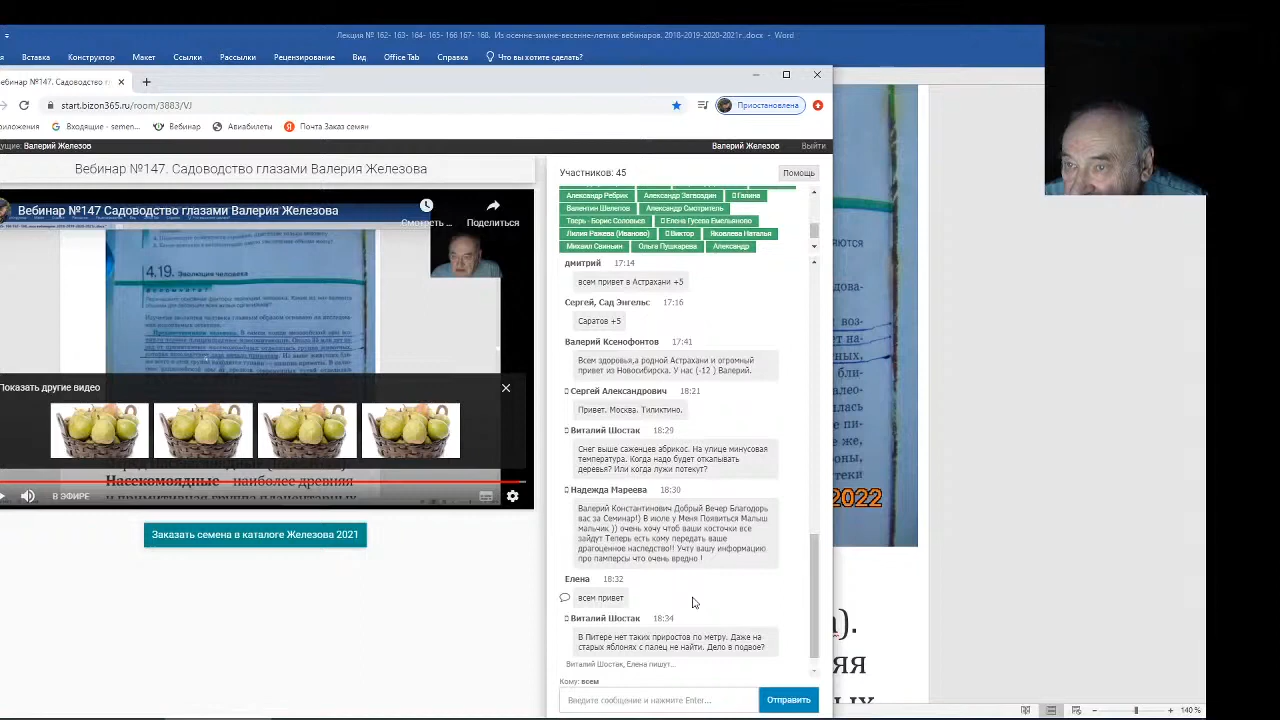 Лекция № 162- 163- 164- 165- 166 167- 168. Из осенне-зимне-весенне-летних вебинаров. 2018-2019-2020-2021г..docx - Word
Вставка Конструктор Макет Ссылки Рассылки Рецензирование Вид Office Tab Справка Что вы хотите сделать?
ебинар №147. Садоводство г
start.bizon365.ru/room/3883/VJ
Приостановлена
риложения Входящие - semen... Вебинар Авиабилеты Почта Заказ семян
дущие: Валерий Железов
Валерий Железов Выйти
Вебинар №147. Садоводство глазами Валерия Железова
Участников: 45
Помощь
Александр Ребрик Александр Загвоздин Галина
Валентин Шелепов Александр Смотритель
Тверь - Борис Соловьев Елена Гусева Емельяново
Лилия Ражева (Иваново) Виктор Яковлева Наталья
Михаил Свиньин Ольга Пушкарева Александр
Вебинар №147 Садоводство глазами Валерия Железова
Смотреть ...
Поделиться
4.19. Эволюция человека
Показать другие видео
Насекомоядные – наиболее древняя
В ЭФИРЕ
Заказать семена в каталоге Железова 2021
дмитрий 17:14
всем привет в Астрахани +5
Сергей, Сад Энгельс 17:16
Саратов +5
Валерий Ксенофонтов 17:41
Всем здоровья,а родной Астрахани и огромный
привет из Новосибирска. У нас (-12 ) Валерий.
Сергей Александрович 18:21
Привет. Москва. Тиликтино.
Виталий Шостак 18:29
Снег выше саженцев абрикос. На улице минусовая
температура. Когда надо будет откапывать
деревья? Или когда лужи потекут?
Надежда Мареева 18:30
Валерий Константинович Добрый Вечер Благодорь
вас за Семинар!) В июле у Меня Появиться Малыш
мальчик )) очень хочу чтоб ваши косточки все
зайдут Теперь есть кому передать ваше
драгоценное наследство!! Учту вашу информацию
про памперсы что очень вредно !
Елена 18:32
всем привет
Виталий Шостак 18:34
В Питере нет таких приростов по метру. Даже на
старых яблонях с палец не найти. Дело в подвое?
Виталий Шостак, Елена пишут...
Кому: всем
Введите сообщение и нажмите Enter...
Отправить
2022
140 %